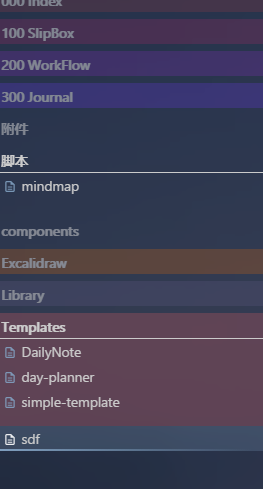 000 Index
100 SlipBox
200 WorkFlow
300 Journal
附件
脚本
mindmap
components
Excalidraw
Library
Templates
DailyNote
day-planner
simple-template
sdf